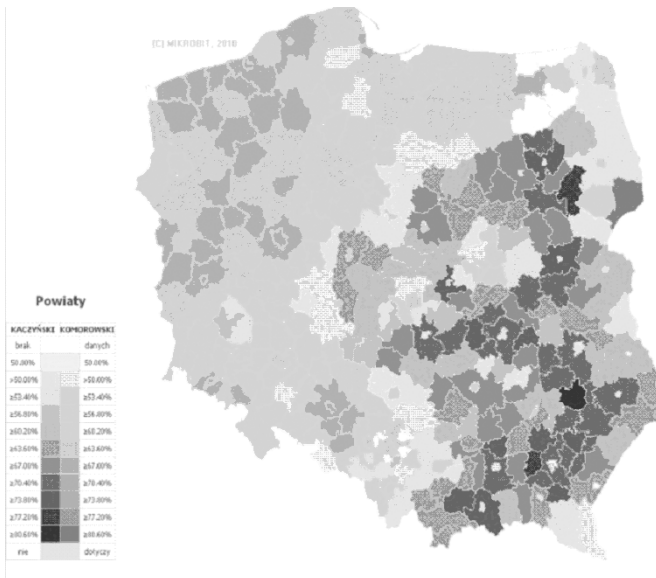 (C) MIKROBIT, 2010
Powiaty
KACZYŃSKI KOMOROWSKI
brak danych
50.00% 50.00%
>50.00% >50.00%
≥53.40% ≥53.40%
≥56.80% ≥56.80%
≥60.20% ≥60.20%
≥63.60% ≥63.60%
≥67.00% ≥67.00%
≥70.40% ≥70.40%
≥73.80% ≥73.80%
≥77.20% ≥77.20%
≥80.60% ≥80.60%
nie dotyczy